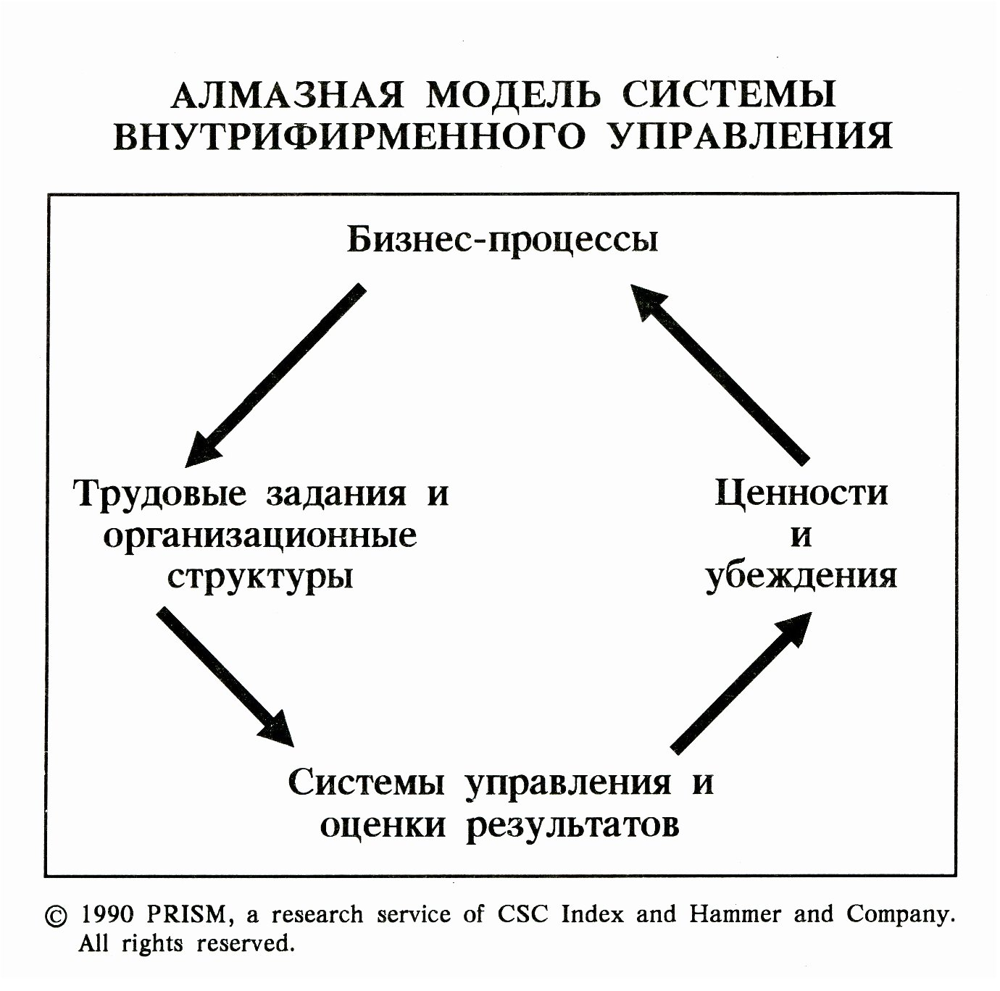 АЛМАЗНАЯ МОДЕЛЬ СИСТЕМЫ
ВНУТРИФИРМЕННОГО УПРАВЛЕНИЯ
Бизнес-процессы
Трудовые задания и
организационные
структуры
Ценности
и
убеждения
Системы управления и
оценки результатов
© 1990 PRISM, a research service of CSC Index and Hammer and Company.
All rights reserved.